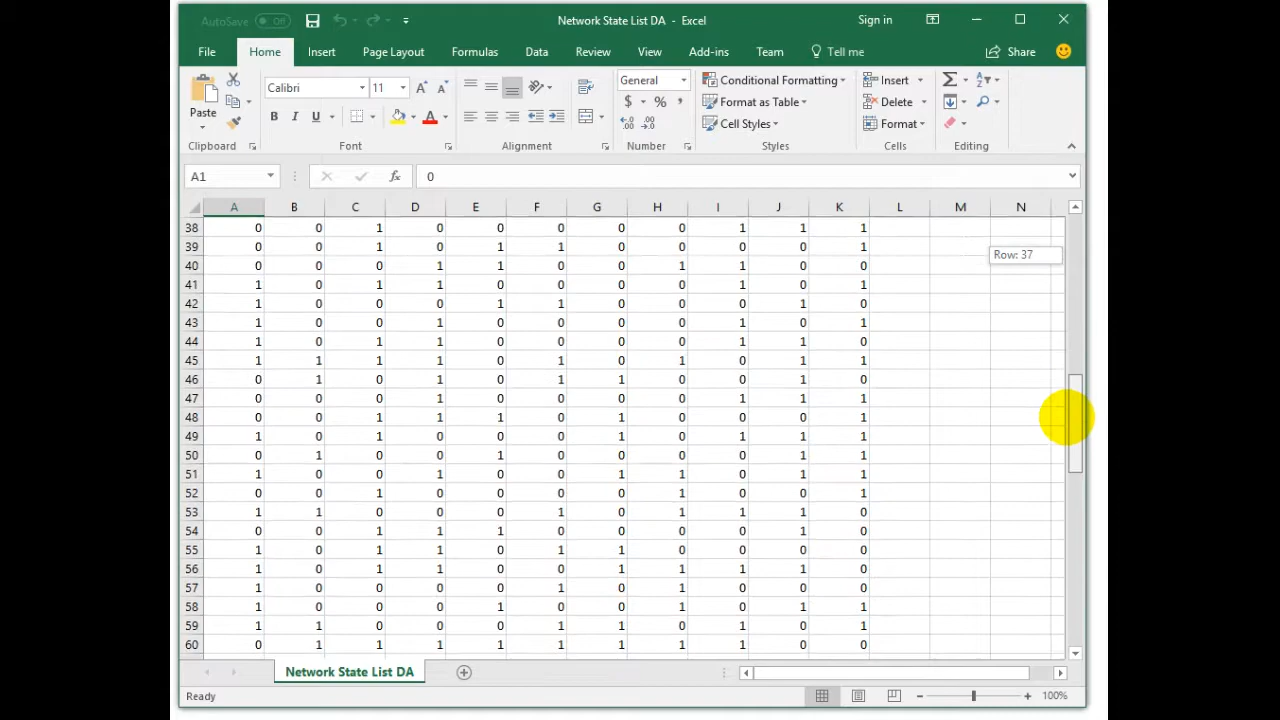 AutoSave Off Network State List DA - Excel Sign in
File Home Insert Page Layout Formulas Data Review View Add-ins Team Tell me Share
Paste Calibri 11 A A General Conditional Formatting Insert
B I U A $ % , Format as Table Delete
.00 .00 Cell Styles Format
Clipboard Font Alignment Number Styles Cells Editing
A1 fx 0
A B C D E F G H I J K L M N
38 0 0 1 0 0 0 0 0 1 1 1
39 0 0 1 0 1 1 0 0 0 0 1
Row: 37
40 0 0 0 1 1 0 0 1 1 0 0
41 1 0 1 1 0 0 0 0 1 0 1
42 1 0 0 0 1 1 0 0 0 1 0
43 1 0 0 1 0 0 0 0 1 0 1
44 1 0 1 1 0 0 0 0 1 1 0
45 1 1 1 1 0 1 0 1 0 1 1
46 0 1 0 1 0 1 1 0 0 1 0
47 0 0 0 1 0 0 0 0 1 1 1
48 0 0 1 1 1 0 1 0 0 0 1
49 1 0 1 0 0 0 1 0 1 1 1
50 0 1 0 0 1 0 0 0 0 1 1
51 1 0 0 1 0 0 1 1 0 1 1
52 0 0 1 0 0 0 0 1 0 0 1
53 1 1 0 0 0 1 0 1 1 1 0
54 0 0 1 1 1 0 0 0 0 1 0
55 1 0 1 1 0 1 1 0 0 0 0
56 1 0 1 1 0 0 1 1 1 1 0
57 1 0 0 0 0 1 0 1 0 0 0
58 1 0 0 0 1 0 0 1 0 1 1
59 1 1 0 0 0 1 1 0 1 0 1
60 0 1 1 1 1 1 1 1 1 0 0
Network State List DA
Ready 100%